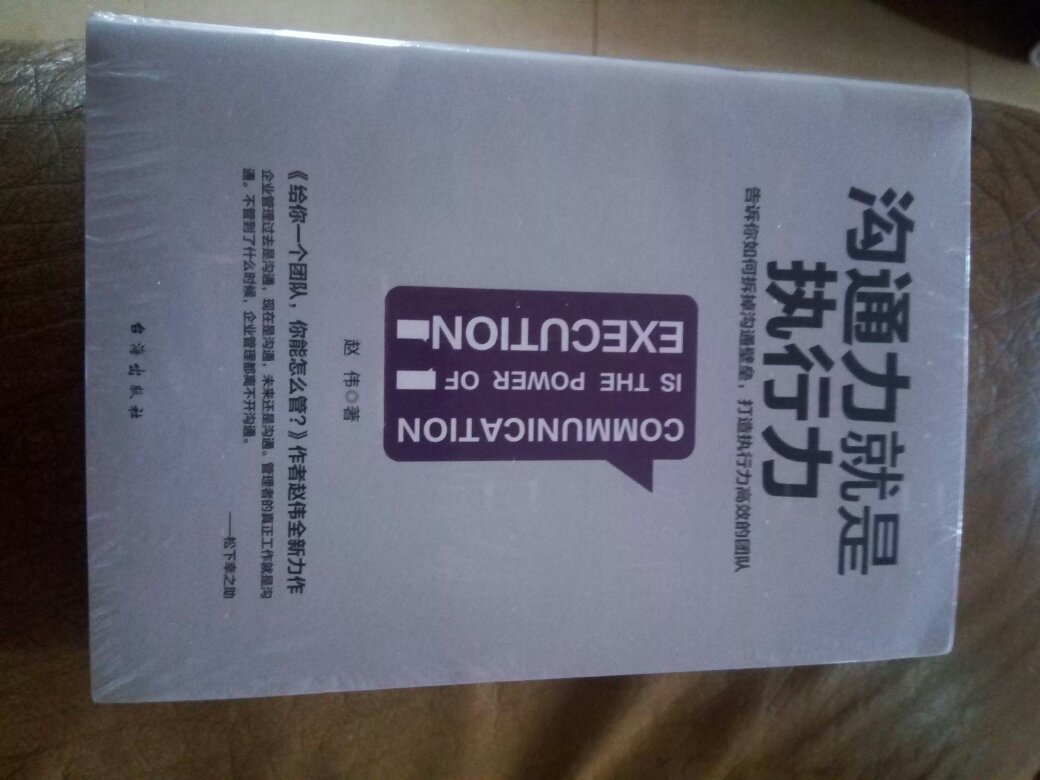 沟通力就是
执行力
告诉你如何拆掉沟通壁垒，打造执行力高效的团队
COMMUNICATION
IS THE POWER OF
EXECUTION
赵 伟◎著
《给你一个团队，你能怎么管？》作者赵伟全新力作
企业管理过去是沟通，现在是沟通，未来还是沟通。管理者的真正工作就是沟
通。不管到了什么时候，企业管理都离不开沟通。
——松下幸之助
台海出版社